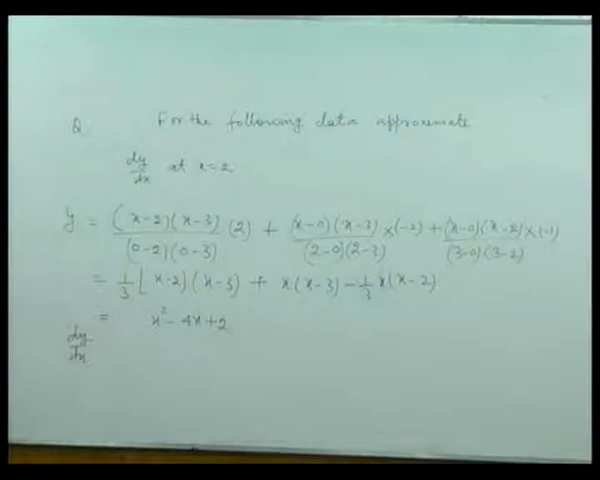 Q. For the following data approximate
dy/dx at x=2.
y = (x-2)(x-3)/(0-2)(0-3) (2) + (x-0)(x-3)/(2-0)(2-3) ×(-2) + (x-0)(x-2)/(3-0)(3-2) ×(-1)
= 1/3 [x-2)(x-3) + x(x-3) - 1/3 x(x-2)
= x² - 4x + 2
dy/dx